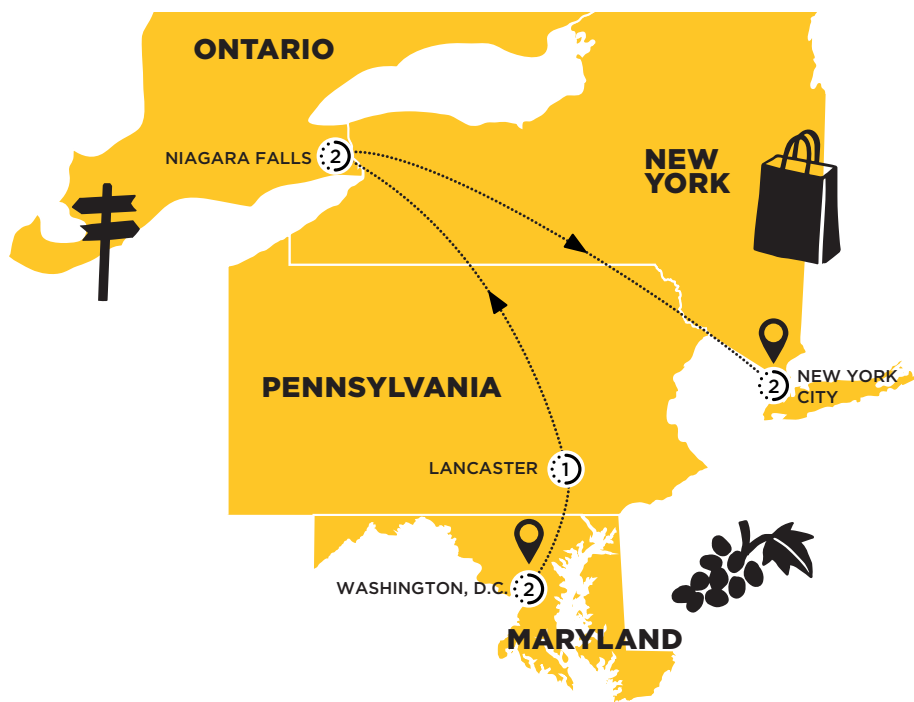 ONTARIO
NIAGARA FALLS
2
NEW
YORK
PENNSYLVANIA
2
NEW YORK
CITY
LANCASTER
1
WASHINGTON, D.C.
2
MARYLAND